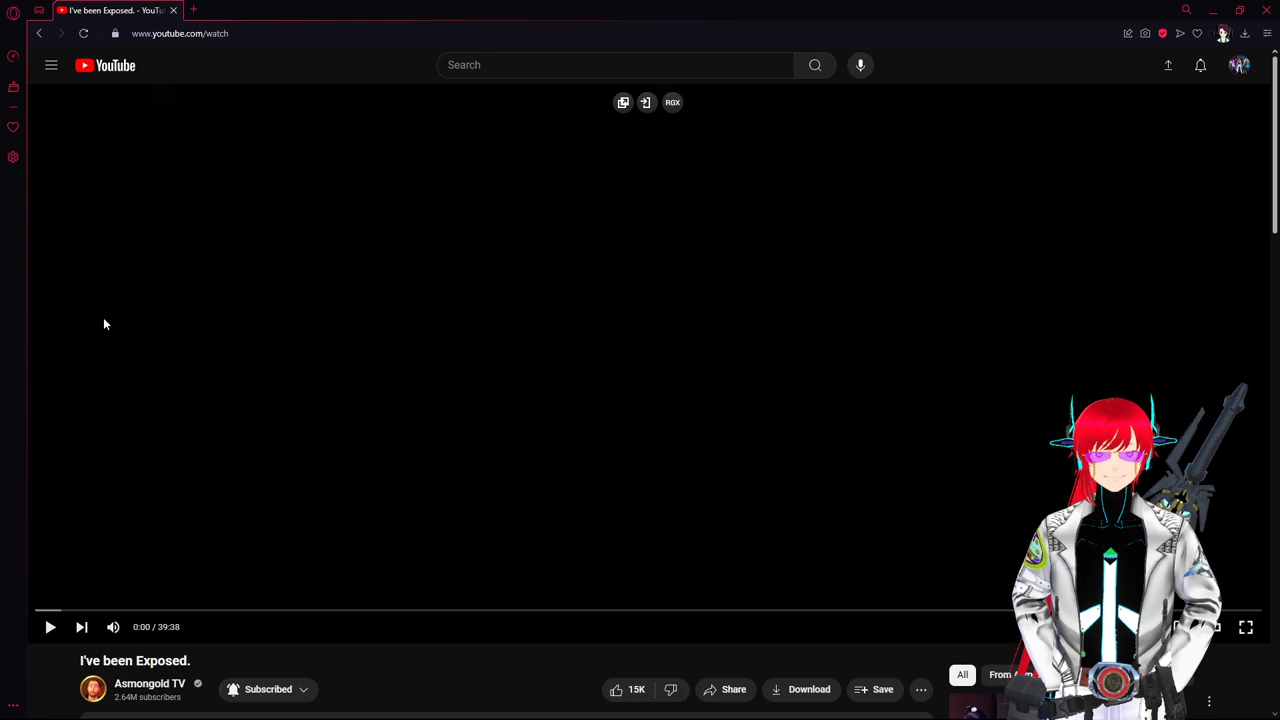 I've been Exposed. - YouTu
www.youtube.com/watch
YouTube
Search
RGX
0:00 / 39:38
I've been Exposed.
Asmongold TV
2.64M subscribers
Subscribed
15K
Share
Download
Save
All
From